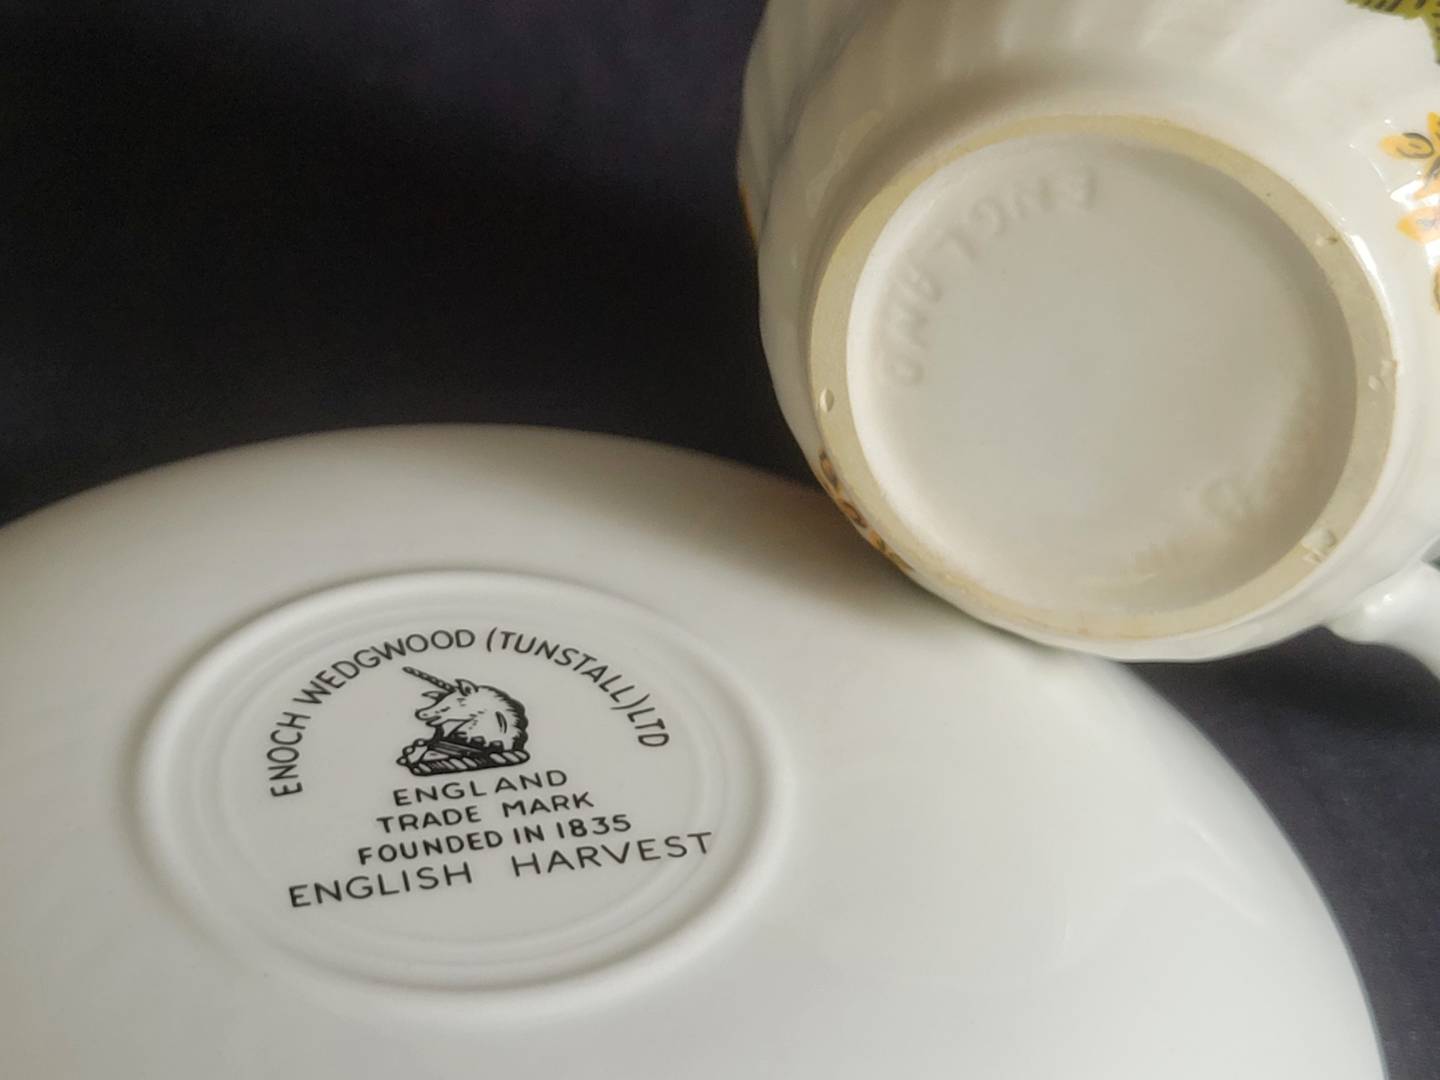 ENOCH WEDGWOOD (TUNSTALL) LTD
ENGLAND
TRADE MARK
FOUNDED IN 1835
ENGLISH HARVEST
ENGLAND